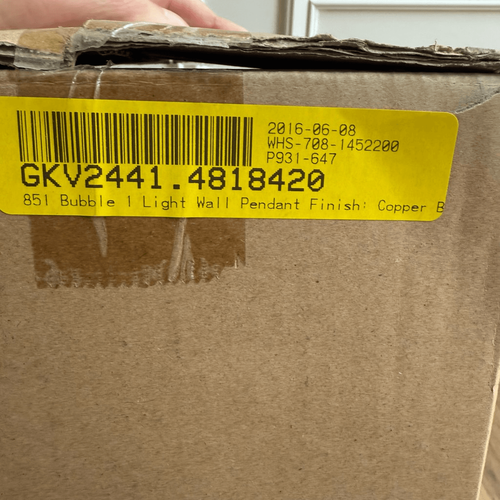 2016-06-08
WHS-708-1452200
P931-647
GKV2441.4818420
851 Bubble 1 Light Wall Pendant Finish: Copper B